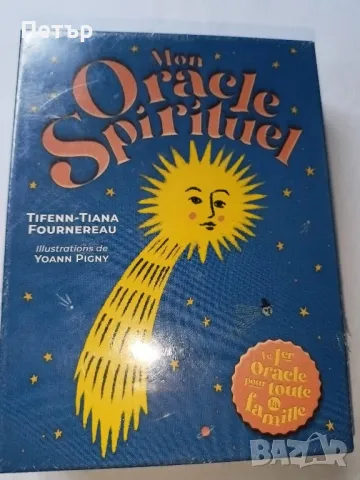 Петър
Mon
Oracle
Spirituel
TIFENN-TIANA
FOURNEREAU
Illustrations de
YOANN PIGNY
Le 1er
Oracle
pour toute
la
famille
BAZAR